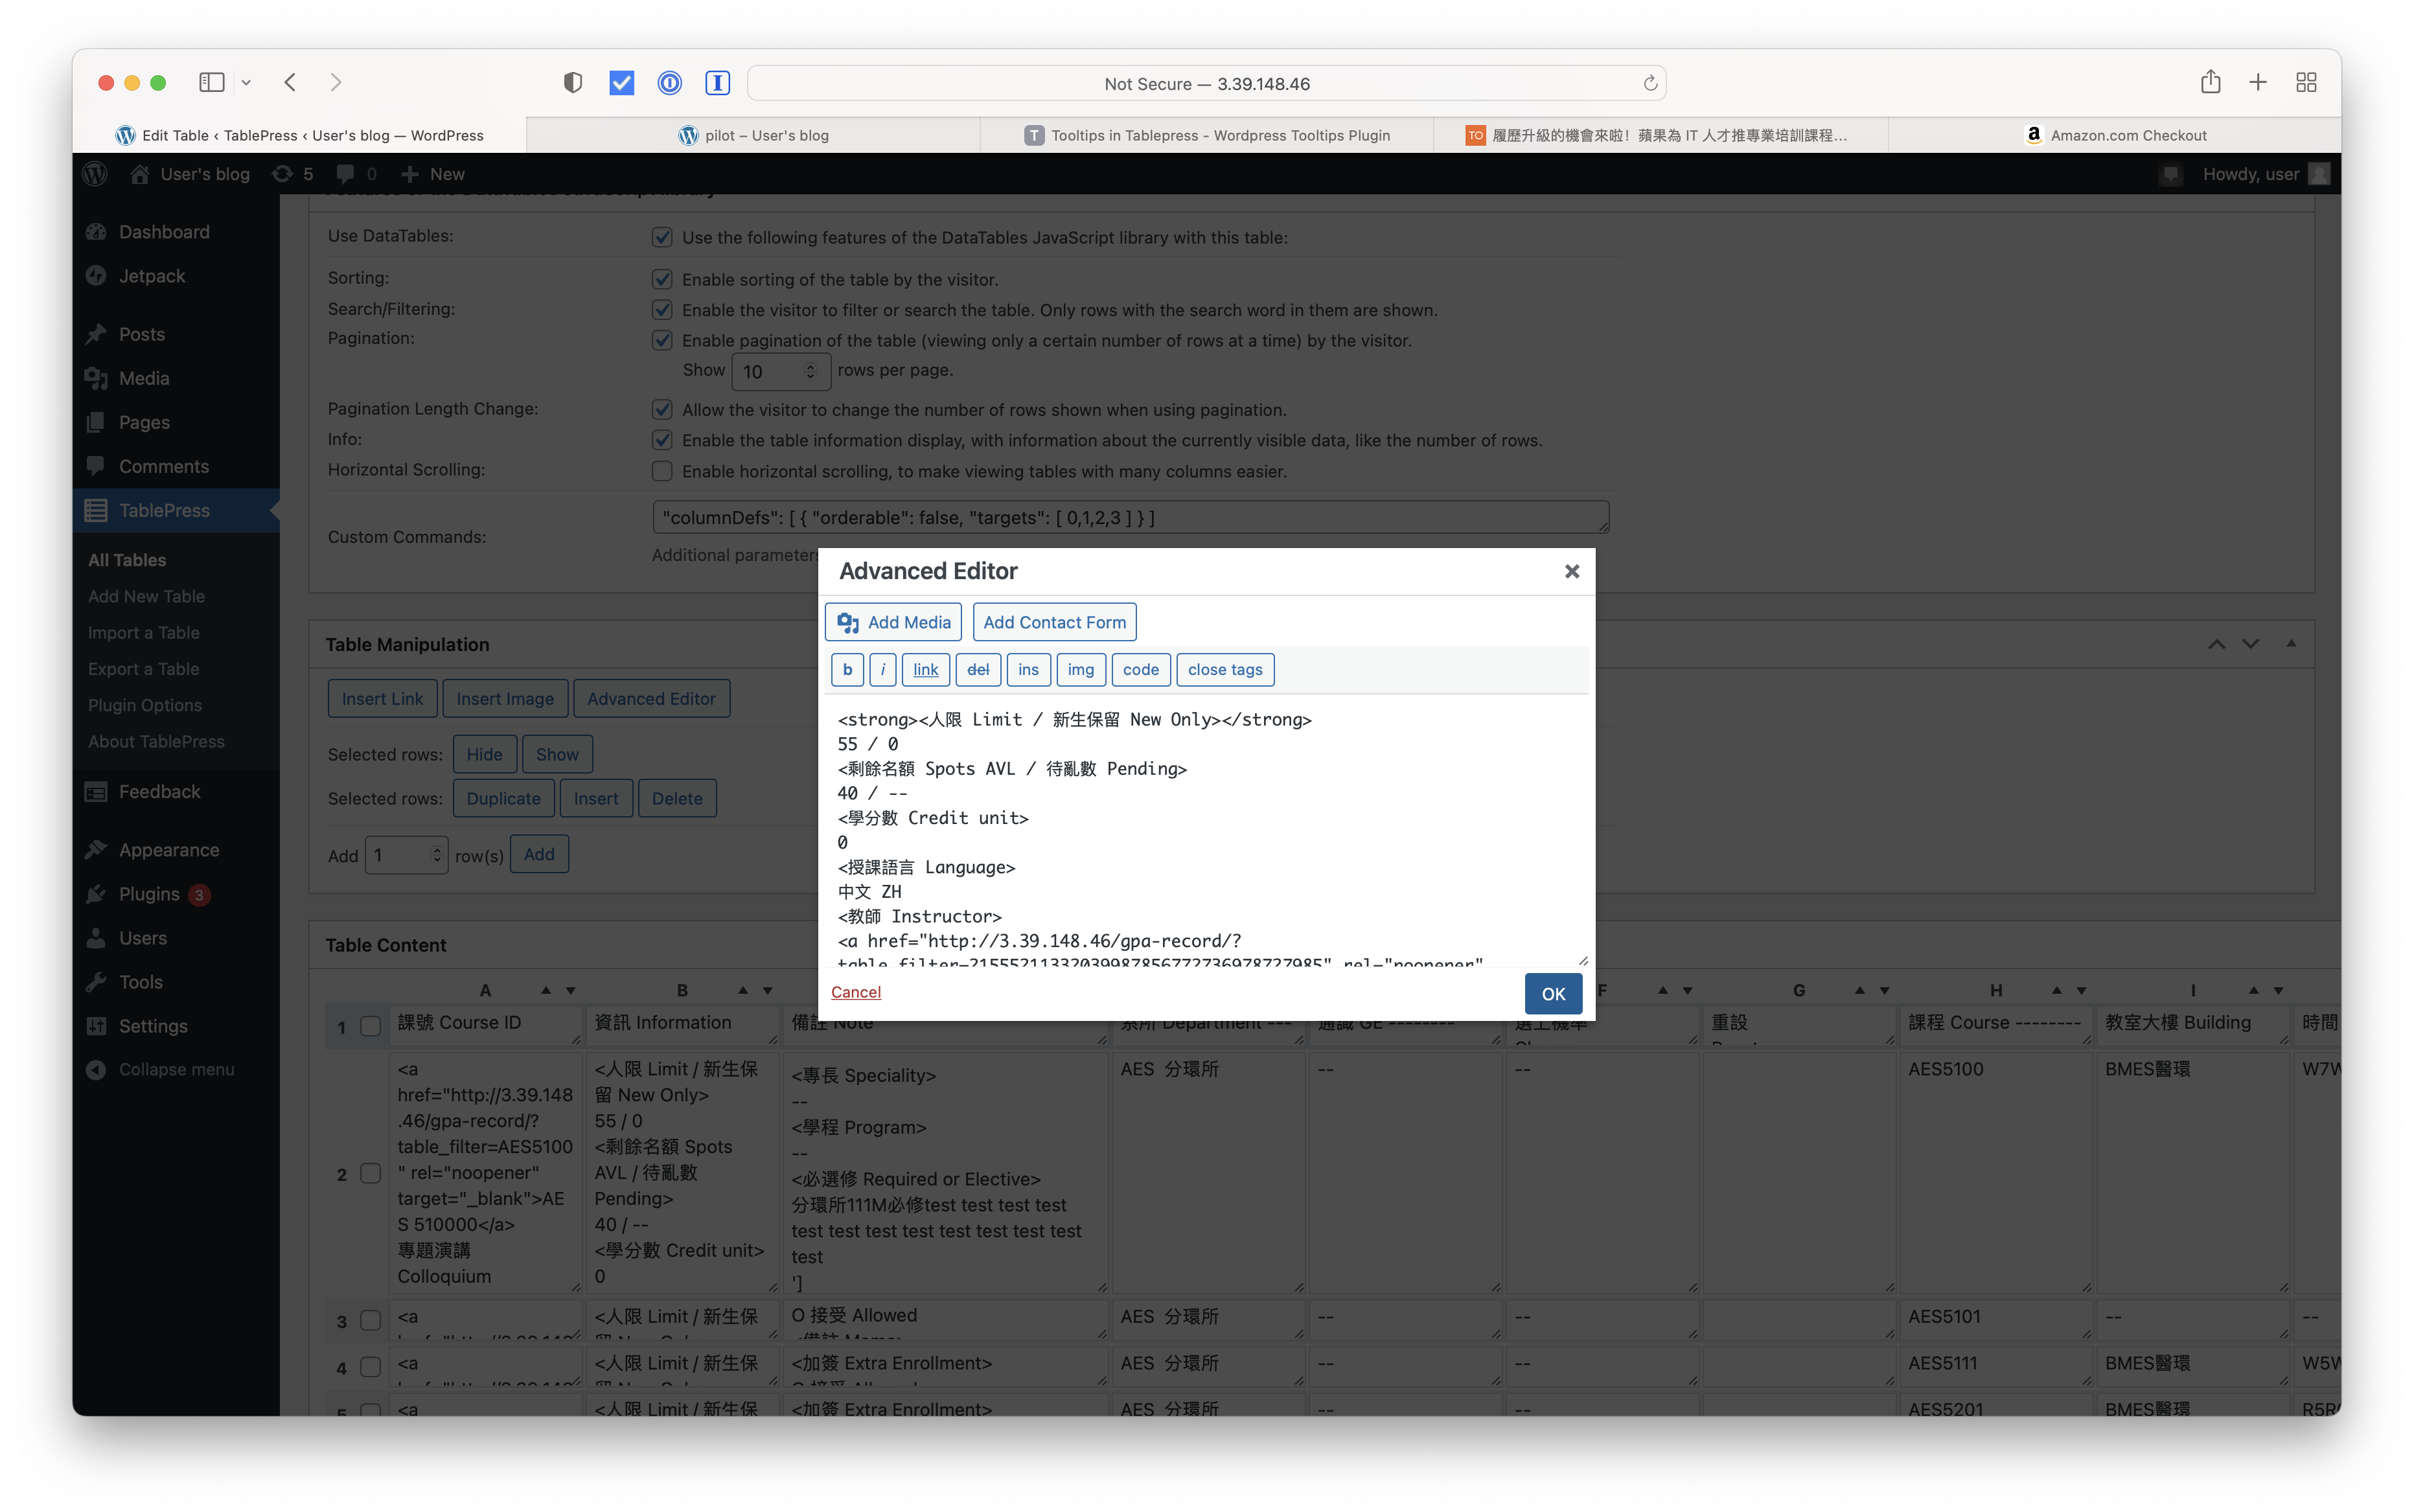 Not Secure — 3.39.148.46
Edit Table ‹ TablePress ‹ User's blog — WordPress
pilot – User's blog
Tooltips in Tablepress - Wordpress Tooltips Plugin
履歷升級的機會來啦！蘋果為 IT 人才推專業培訓課程...
Amazon.com Checkout
User's blog
5
0
New
Howdy, user
Dashboard
Jetpack
Posts
Media
Pages
Comments
TablePress
All Tables
Add New Table
Import a Table
Export a Table
Plugin Options
About TablePress
Feedback
Appearance
Plugins 3
Users
Tools
Settings
Collapse menu
Use DataTables:
Use the following features of the DataTables JavaScript library with this table:
Sorting:
Enable sorting of the table by the visitor.
Search/Filtering:
Enable the visitor to filter or search the table. Only rows with the search word in them are shown.
Pagination:
Enable pagination of the table (viewing only a certain number of rows at a time) by the visitor.
Show 10 rows per page.
Pagination Length Change:
Allow the visitor to change the number of rows shown when using pagination.
Info:
Enable the table information display, with information about the currently visible data, like the number of rows.
Horizontal Scrolling:
Enable horizontal scrolling, to make viewing tables with many columns easier.
Custom Commands:
"columnDefs": [ { "orderable": false, "targets": [ 0,1,2,3 ] } ]
Additional
Advanced Editor
Add Media
Add Contact Form
b i link del ins img code close tags
<strong><人限 Limit / 新生保留 New Only></strong>
55 / 0
<剩餘名額 Spots AVL / 待亂數 Pending>
40 / --
<學分數 Credit unit>
0
<授課語言 Language>
中文 ZH
<教師 Instructor>
<a href="http://3.39.148.46/gpa-record/?
Cancel
OK
Table Manipulation
Insert Link
Insert Image
Advanced Editor
Selected rows: Hide Show
Selected rows: Duplicate Insert Delete
Add 1 row(s) Add
Table Content
A B F G H I
1
課號 Course ID
資訊 Information
備註 Note
系所 Department ---
通識 GE --------
選上機率
重設
課程 Course --------
教室大樓 Building
時間
2
<a
href="http://3.39.148
.46/gpa-record/?
table_filter=AES5100
" rel="noopener"
target="_blank">AE
S 510000</a>
專題演講
Colloquium
<人限 Limit / 新生保
留 New Only>
55 / 0
<剩餘名額 Spots
AVL / 待亂數
Pending>
40 / --
<學分數 Credit unit>
0
<專長 Speciality>
--
<學程 Program>
--
<必選修 Required or Elective>
分環所111M必修test test test test
test test test test test test test test
test
']
AES 分環所
--
--
AES5100
BMES醫環
3
<a
<人限 Limit / 新生保
O 接受 Allowed
AES 分環所
--
--
AES5101
--
--
4
<a
<人限 Limit / 新生保
<加簽 Extra Enrollment>
AES 分環所
--
--
AES5111
BMES醫環
5
<a
<人限 Limit / 新生保
<加簽 Extra Enrollment>
AES 分環所
--
--
AES5201
BMES醫環